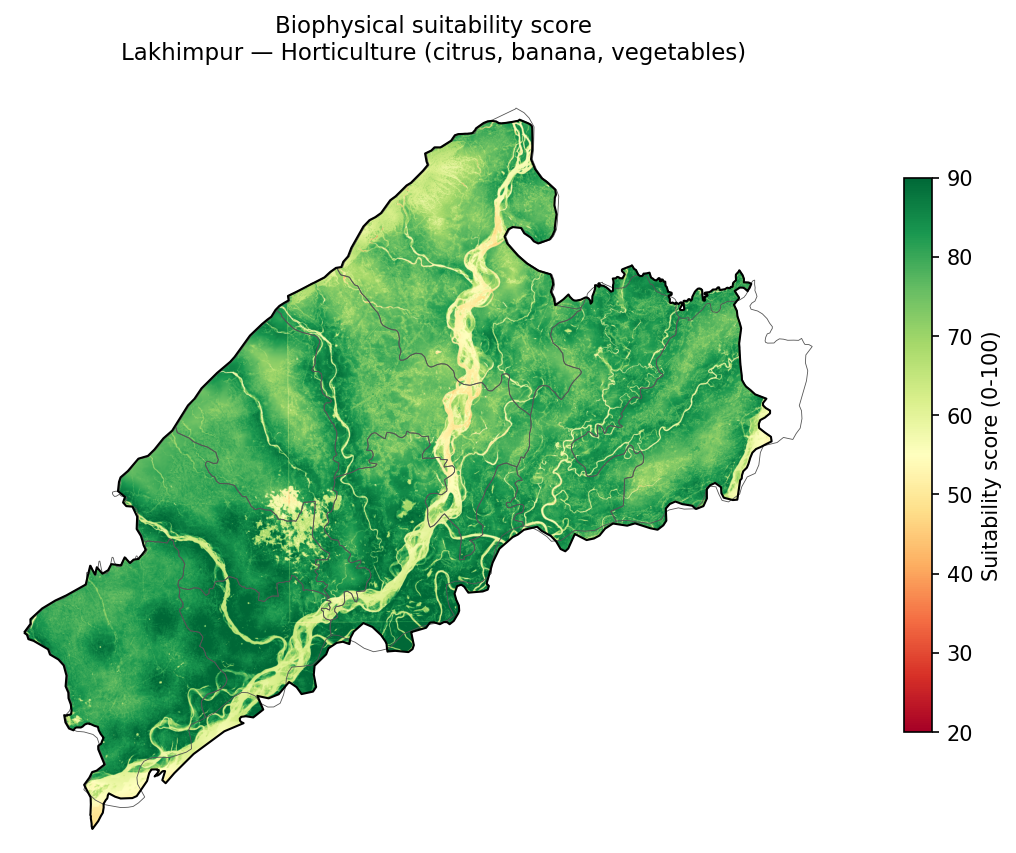 Biophysical suitability score
Lakhimpur — Horticulture (citrus, banana, vegetables)
90
80
70
60
50
40
30
20
Suitability score (0-100)